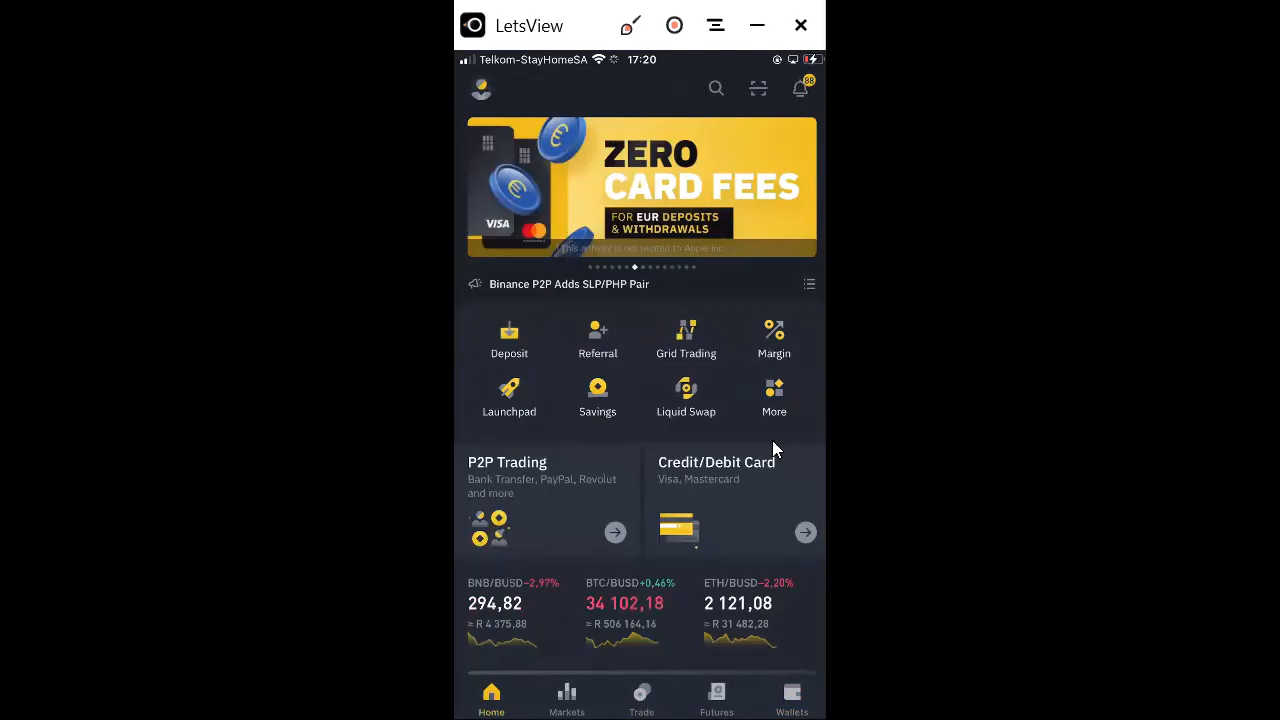 LetsView
Telkom-StayHomeSA 17:20
88
ZERO
CARD FEES
FOR EUR DEPOSITS
& WITHDRAWALS
VISA
Binance P2P Adds SLP/PHP Pair
Deposit Referral Grid Trading Margin
Launchpad Savings Liquid Swap More
P2P Trading
Bank Transfer, PayPal, Revolut
and more
Credit/Debit Card
Visa, Mastercard
BNB/BUSD-2,97% BTC/BUSD+0,46% ETH/BUSD-2,20%
294,82 34 102,18 2 121,08
≈ R 4 375,88 ≈ R 506 164,16 ≈ R 31 482,28
Home Markets Trade Futures Wallets